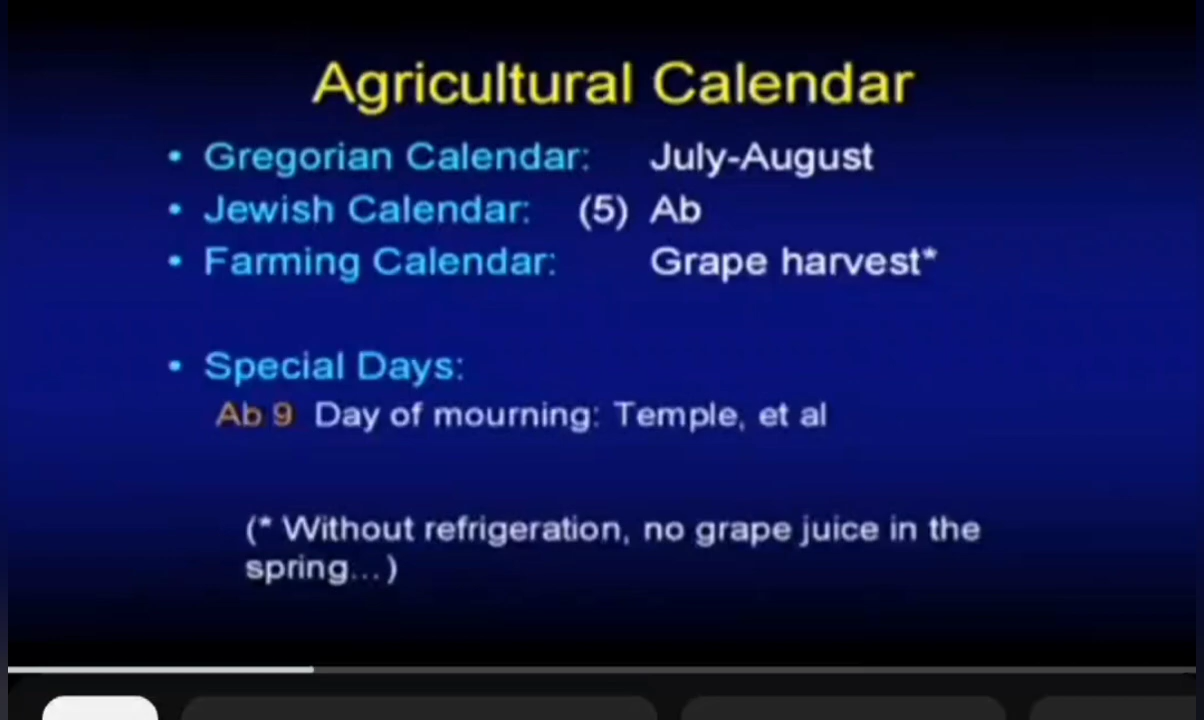 Agricultural Calendar
• Gregorian Calendar: July-August
• Jewish Calendar: (5) Ab
• Farming Calendar: Grape harvest*
• Special Days:
Ab 9 Day of mourning: Temple, et al
(* Without refrigeration, no grape juice in the
spring...)